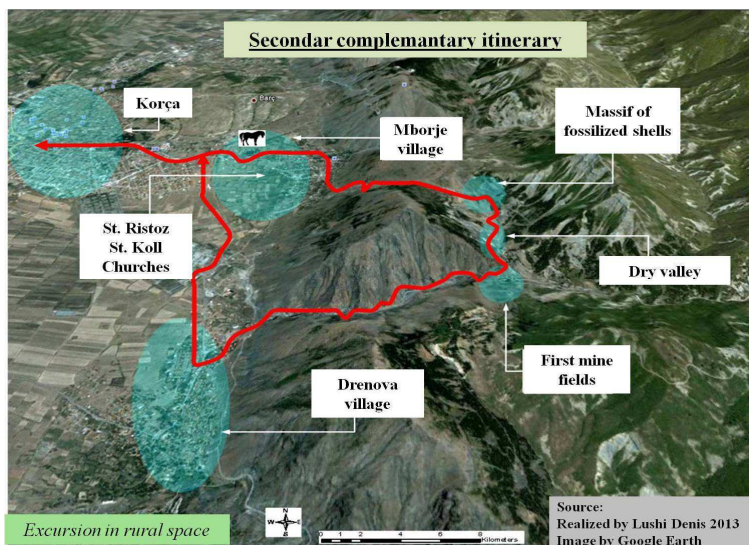 Secondar complemantary itinerary
Korça
Barç
Mborje
village
Massif of
fossilized shells
St. Ristoz
St. Koll
Churches
Dry valley
First mine
fields
Drenova
village
N
W
E
S
0 1 2 4 6 8
Kilometers
Excursion in rural space
Source:
Realized by Lushi Denis 2013
Image by Google Earth